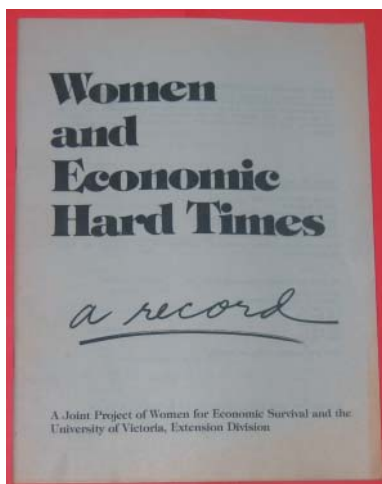 Women
and
Economic
Hard Times
a record
A Joint Project of Women for Economic Survival and the
University of Victoria, Extension Division